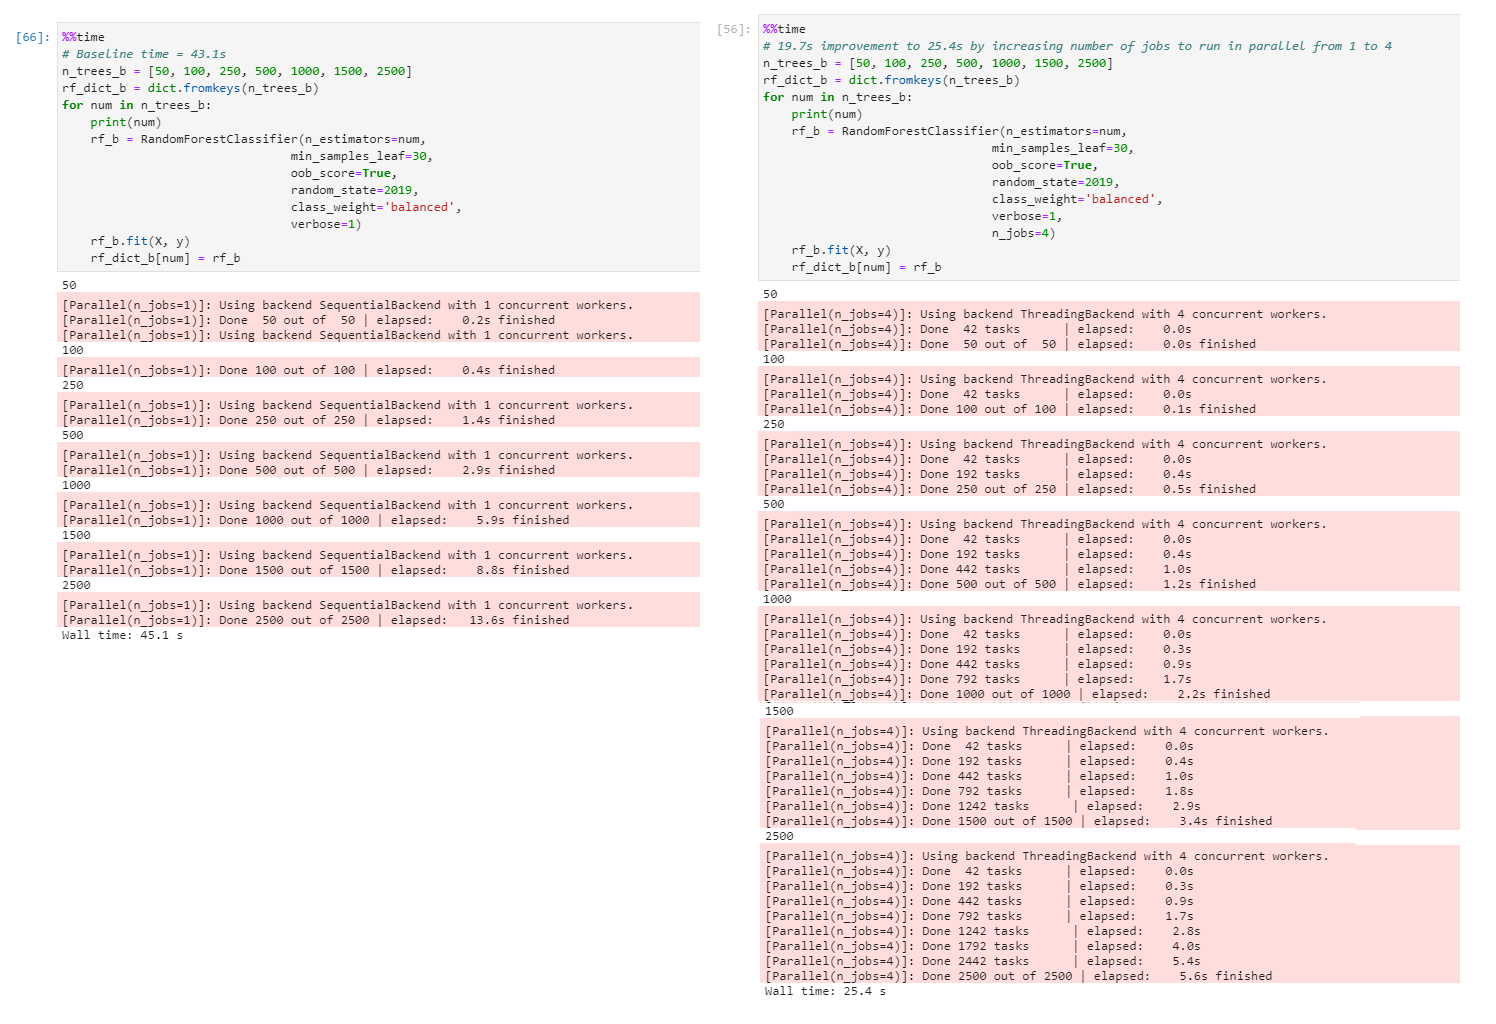 [66]:
%%time
# Baseline time = 43.1s
n_trees_b = [50, 100, 250, 500, 1000, 1500, 2500]
rf_dict_b = dict.fromkeys(n_trees_b)
for num in n_trees_b:
    print(num)
    rf_b = RandomForestClassifier(n_estimators=num,
                                min_samples_leaf=30,
                                oob_score=True,
                                random_state=2019,
                                class_weight='balanced',
                                verbose=1)
    rf_b.fit(X, y)
    rf_dict_b[num] = rf_b
50
[Parallel(n_jobs=1)]: Using backend SequentialBackend with 1 concurrent workers.
[Parallel(n_jobs=1)]: Done  50 out of  50 | elapsed:    0.2s finished
[Parallel(n_jobs=1)]: Using backend SequentialBackend with 1 concurrent workers.
100
[Parallel(n_jobs=1)]: Done 100 out of 100 | elapsed:    0.4s finished
250
[Parallel(n_jobs=1)]: Using backend SequentialBackend with 1 concurrent workers.
[Parallel(n_jobs=1)]: Done 250 out of 250 | elapsed:    1.4s finished
500
[Parallel(n_jobs=1)]: Using backend SequentialBackend with 1 concurrent workers.
[Parallel(n_jobs=1)]: Done 500 out of 500 | elapsed:    2.9s finished
1000
[Parallel(n_jobs=1)]: Using backend SequentialBackend with 1 concurrent workers.
[Parallel(n_jobs=1)]: Done 1000 out of 1000 | elapsed:    5.9s finished
1500
[Parallel(n_jobs=1)]: Using backend SequentialBackend with 1 concurrent workers.
[Parallel(n_jobs=1)]: Done 1500 out of 1500 | elapsed:    8.8s finished
2500
[Parallel(n_jobs=1)]: Using backend SequentialBackend with 1 concurrent workers.
[Parallel(n_jobs=1)]: Done 2500 out of 2500 | elapsed:   13.6s finished
Wall time: 45.1 s
[56]:
%%time
# 19.7s improvement to 25.4s by increasing number of jobs to run in parallel from 1 to 4
n_trees_b = [50, 100, 250, 500, 1000, 1500, 2500]
rf_dict_b = dict.fromkeys(n_trees_b)
for num in n_trees_b:
    print(num)
    rf_b = RandomForestClassifier(n_estimators=num,
                                min_samples_leaf=30,
                                oob_score=True,
                                random_state=2019,
                                class_weight='balanced',
                                verbose=1,
                                n_jobs=4)
    rf_b.fit(X, y)
    rf_dict_b[num] = rf_b
50
[Parallel(n_jobs=4)]: Using backend ThreadingBackend with 4 concurrent workers.
[Parallel(n_jobs=4)]: Done  42 tasks      | elapsed:    0.0s
[Parallel(n_jobs=4)]: Done  50 out of  50 | elapsed:    0.0s finished
100
[Parallel(n_jobs=4)]: Using backend ThreadingBackend with 4 concurrent workers.
[Parallel(n_jobs=4)]: Done  42 tasks      | elapsed:    0.0s
[Parallel(n_jobs=4)]: Done 100 out of 100 | elapsed:    0.1s finished
250
[Parallel(n_jobs=4)]: Using backend ThreadingBackend with 4 concurrent workers.
[Parallel(n_jobs=4)]: Done  42 tasks      | elapsed:    0.0s
[Parallel(n_jobs=4)]: Done 192 tasks      | elapsed:    0.4s
[Parallel(n_jobs=4)]: Done 250 out of 250 | elapsed:    0.5s finished
500
[Parallel(n_jobs=4)]: Using backend ThreadingBackend with 4 concurrent workers.
[Parallel(n_jobs=4)]: Done  42 tasks      | elapsed:    0.0s
[Parallel(n_jobs=4)]: Done 192 tasks      | elapsed:    0.4s
[Parallel(n_jobs=4)]: Done 442 tasks      | elapsed:    1.0s
[Parallel(n_jobs=4)]: Done 500 out of 500 | elapsed:    1.2s finished
1000
[Parallel(n_jobs=4)]: Using backend ThreadingBackend with 4 concurrent workers.
[Parallel(n_jobs=4)]: Done  42 tasks      | elapsed:    0.0s
[Parallel(n_jobs=4)]: Done 192 tasks      | elapsed:    0.3s
[Parallel(n_jobs=4)]: Done 442 tasks      | elapsed:    0.9s
[Parallel(n_jobs=4)]: Done 792 tasks      | elapsed:    1.7s
[Parallel(n_jobs=4)]: Done 1000 out of 1000 | elapsed:    2.2s finished
1500
[Parallel(n_jobs=4)]: Using backend ThreadingBackend with 4 concurrent workers.
[Parallel(n_jobs=4)]: Done  42 tasks      | elapsed:    0.0s
[Parallel(n_jobs=4)]: Done 192 tasks      | elapsed:    0.4s
[Parallel(n_jobs=4)]: Done 442 tasks      | elapsed:    1.0s
[Parallel(n_jobs=4)]: Done 792 tasks      | elapsed:    1.8s
[Parallel(n_jobs=4)]: Done 1242 tasks      | elapsed:    2.9s
[Parallel(n_jobs=4)]: Done 1500 out of 1500 | elapsed:    3.4s finished
2500
[Parallel(n_jobs=4)]: Using backend ThreadingBackend with 4 concurrent workers.
[Parallel(n_jobs=4)]: Done  42 tasks      | elapsed:    0.0s
[Parallel(n_jobs=4)]: Done 192 tasks      | elapsed:    0.3s
[Parallel(n_jobs=4)]: Done 442 tasks      | elapsed:    0.9s
[Parallel(n_jobs=4)]: Done 792 tasks      | elapsed:    1.7s
[Parallel(n_jobs=4)]: Done 1242 tasks      | elapsed:    2.8s
[Parallel(n_jobs=4)]: Done 1792 tasks      | elapsed:    4.0s
[Parallel(n_jobs=4)]: Done 2442 tasks      | elapsed:    5.4s
[Parallel(n_jobs=4)]: Done 2500 out of 2500 | elapsed:    5.6s finished
Wall time: 25.4 s